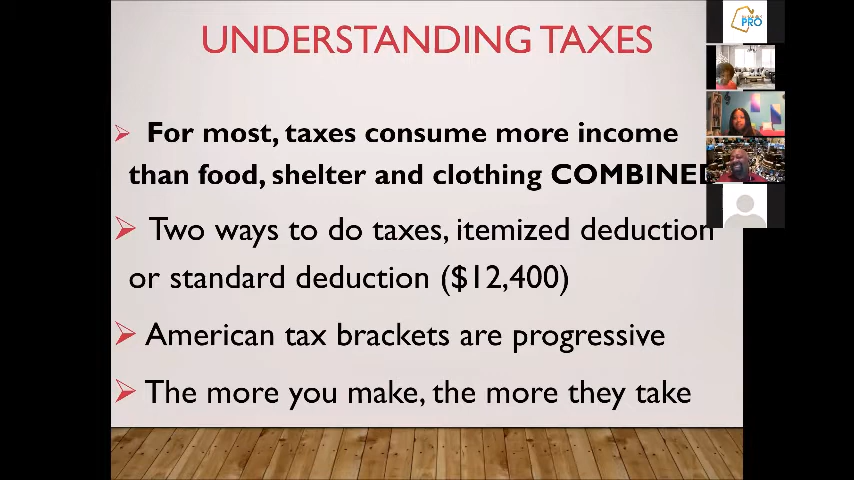 UNDERSTANDING TAXES
For most, taxes consume more income
than food, shelter and clothing COMBINED
Two ways to do taxes, itemized deduction
or standard deduction ($12,400)
American tax brackets are progressive
The more you make, the more they take
PRO